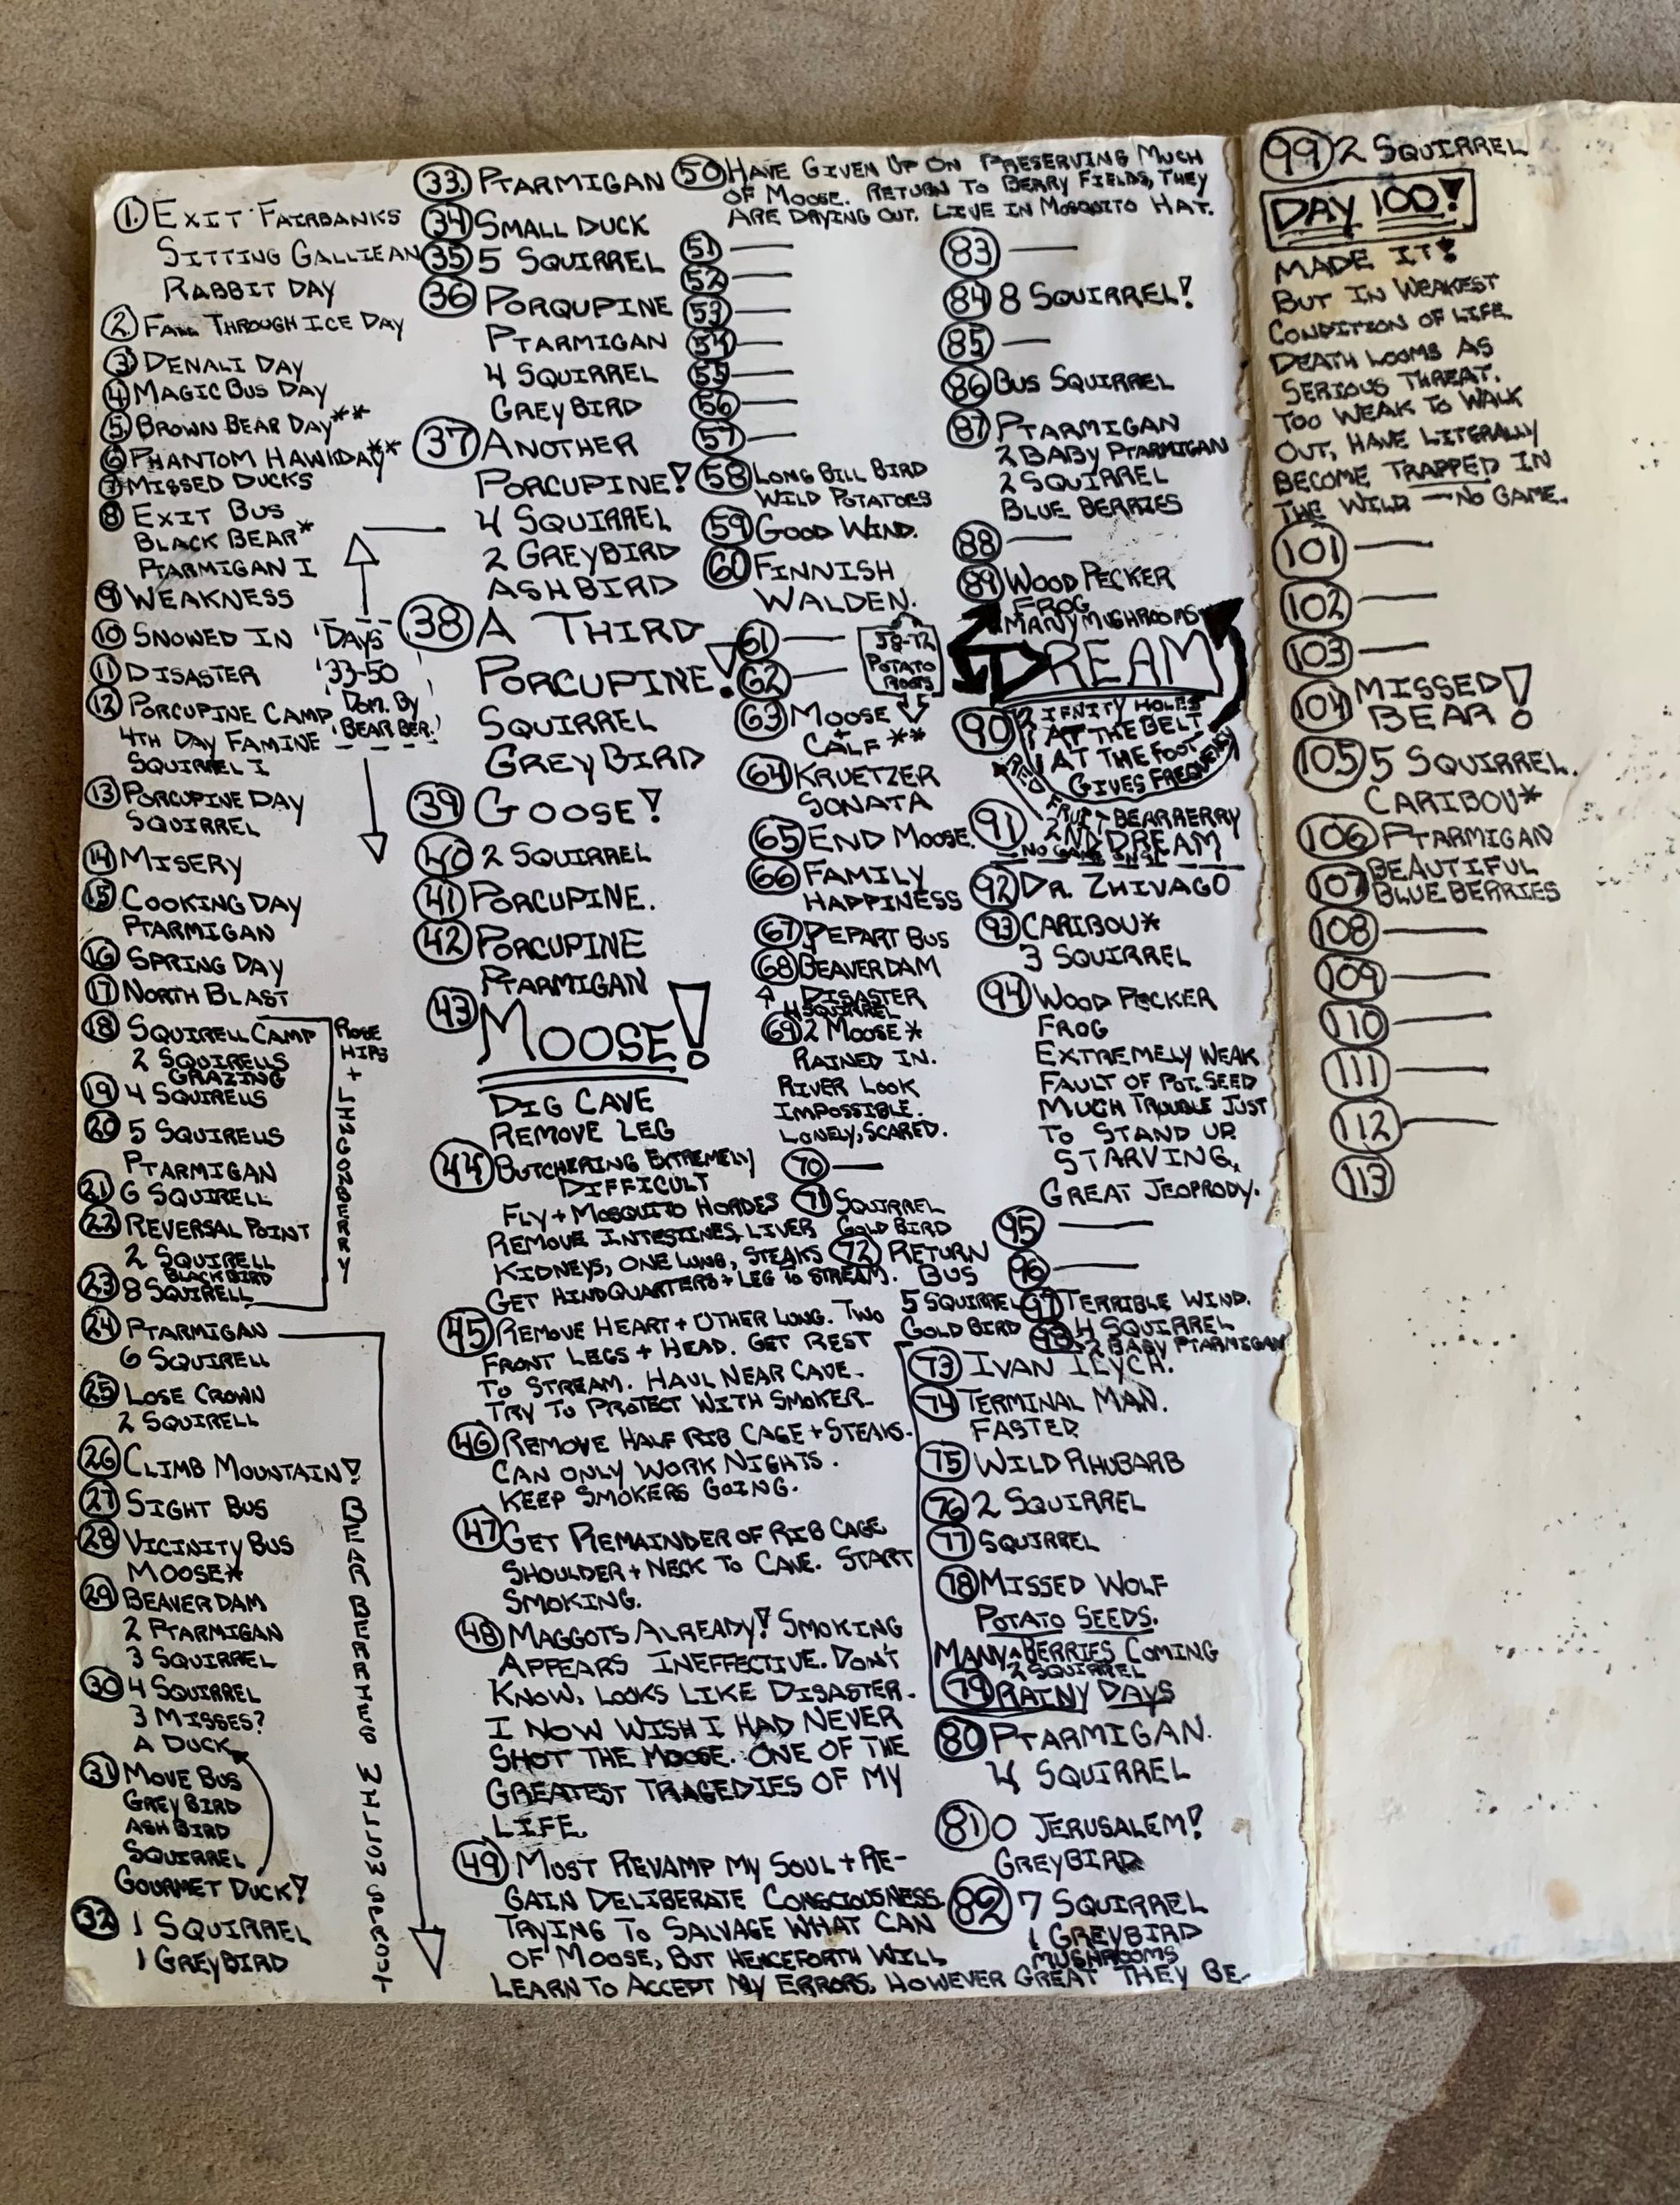 1. EXIT FAIRBANKS
SITTING GALLIEAN
RABBIT DAY
2. FALL THROUGH ICE DAY
3 DENALI DAY
4 MAGIC BUS DAY
5 BROWN BEAR DAY**
6 PHANTOM HAWKDAY**
7 MISSED DUCKS
8 EXIT BUS
BLACK BEAR*
PTARMIGAN I
9 WEAKNESS
10 SNOWED IN
11 DISASTER
12 PORCUPINE CAMP
4TH DAY FAMINE
SQUIRREL I
13 PORCUPINE DAY
SQUIRREL
14 MISERY
15 COOKING DAY
PTARMIGAN
16 SPRING DAY
17 NORTH BLAST
18 SQUIRELL CAMP
2 SQUIRELLS
GRAZING
19 4 SQUIRELLS
20 5 SQUIRELLS
PTARMIGAN
21 6 SQUIRELL
22 REVERSAL POINT
2 SQUIRELL
BLACKBIRD
23 8 SQUIRELL
ROSE
HIPS
+
LINGONBERRY
24 PTARMIGAN
6 SQUIRELL
25 LOSE CROWN
2 SQUIRELL
26 CLIMB MOUNTAIN!
27 SIGHT BUS
28 VICINITY BUS
MOOSE*
29 BEAVER DAM
2 PTARMIGAN
3 SQUIRREL
30 4 SQUIRREL
3 MISSES?
A DUCK
31 MOVE BUS
GREY BIRD
ASH BIRD
SQUIRREL
GOURMET DUCK!
32 1 SQUIRREL
1 GREYBIRD
BEAR BERRIES WILLOW SPROUT
DAYS
33-50
DOM. BY
BEAR BER.
33. PTARMIGAN
34 SMALL DUCK
35 5 SQUIRREL
36 PORQUPINE
PTARMIGAN
4 SQUIRREL
GREY BIRD
37 ANOTHER
PORCUPINE!
4 SQUIRREL
2 GREYBIRD
ASHBIRD
38 A THIRD
PORCUPINE!
SQUIRREL
GREY BIRD
39 GOOSE!
40 2 SQUIRREL
41 PORCUPINE.
42 PORCUPINE
PTARMIGAN
43 MOOSE!
DIG CAVE
REMOVE LEG
44 BUTCHERING EXTREMELY
DIFFICULT
FLY + MOSQUITO HORDES
REMOVE INTESTINES, LIVER
KIDNEYS, ONE LUNG, STEAKS
GET HINDQUARTERS + LEG TO STREAM.
45 REMOVE HEART + OTHER LUNG. TWO
FRONT LEGS + HEAD. GET REST
TO STREAM. HAUL NEAR CAVE.
TRY TO PROTECT WITH SMOKER.
46 REMOVE HALF RIB CAGE + STEAKS.
CAN ONLY WORK NIGHTS.
KEEP SMOKERS GOING.
47 GET REMAINDER OF RIB CAGE
SHOULDER + NECK TO CAVE. START
SMOKING.
48 MAGGOTS ALREADY! SMOKING
APPEARS INEFFECTIVE. DON'T
KNOW, LOOKS LIKE DISASTER.
I NOW WISH I HAD NEVER
SHOT THE MOOSE. ONE OF THE
GREATEST TRAGEDIES OF MY
LIFE.
49 MUST REVAMP MY SOUL + RE-
GAIN DELIBERATE CONSCIOUSNESS.
TRYING TO SALVAGE WHAT CAN
OF MOOSE, BUT HENCEFORTH WILL
LEARN TO ACCEPT MY ERRORS, HOWEVER GREAT THEY BE
50 HAVE GIVEN UP ON PRESERVING MUCH
OF MOOSE. RETURN TO BERRY FIELDS, THEY
ARE DRYING OUT. LIVE IN MOSQUITO HAT.
51 —
52 —
53 —
54 —
55 —
56 —
57 —
58 LONG BILL BIRD
WILD POTATOES
59 GOOD WIND.
60 FINNISH
WALDEN.
61 —
62 —
58-72
POTATO
ROOTS
63 MOOSE
+
CALF**
64 KRUETZER
SONATA
65 END MOOSE.
66 FAMILY
HAPPINESS
67 DEPART BUS
68 BEAVER DAM
DISASTER
4 SQUIRREL
69 2 MOOSE*
RAINED IN.
RIVER LOOK
IMPOSSIBLE.
LONELY, SCARED.
70 —
71 SQUIRREL
GOLD BIRD
72 RETURN
BUS
5 SQUIRREL
GOLD BIRD
73 IVAN ILYCH.
74 TERMINAL MAN.
FASTED
75 WILD RHUBARB
76 2 SQUIRREL
77 SQUIRREL
78 MISSED WOLF
POTATO SEEDS.
MANY BERRIES COMING
2 SQUIRREL
79 RAINY DAYS
80 PTARMIGAN.
4 SQUIRREL
81 O JERUSALEM!
GREYBIRD
82 7 SQUIRREL
1 GREYBIRD
MUSHROOMS
83 —
84 8 SQUIRREL!
85 —
86 BUS SQUIRREL
87 PTARMIGAN
2 BABY PTARMIGAN
2 SQUIRREL
BLUE BERRIES
88 —
89 WOOD PECKER
FROG
MANY MUSHROOMS
DREAM
90 2
HOLES
AT THE BELT
AT THE FOOT
GIVES
91 BEARBERRY
2ND DREAM
92 DR. ZHIVAGO
93 CARIBOU*
3 SQUIRREL
94 WOOD PECKER
FROG
EXTREMELY WEAK
FAULT OF POT. SEED
MUCH TROUBLE JUST
TO STAND UP.
STARVING.
GREAT JEOPRODY.
95 —
96 —
97 TERRIBLE WIND.
4 SQUIRREL
98 2 BABY PTARMIGAN
99 2 SQUIRREL
DAY 100!
MADE IT!
BUT IN WEAKEST
CONDITION OF LIFE.
DEATH LOOMS AS
SERIOUS THREAT.
TOO WEAK TO WALK
OUT, HAVE LITERALLY
BECOME TRAPPED IN
THE WILD — NO GAME.
101 —
102 —
103 —
104 MISSED
BEAR!
105 5 SQUIRREL.
CARIBOU*
106 PTARMIGAN
107 BEAUTIFUL
BLUE BERRIES
108 —
109 —
110 —
111 —
112 —
113